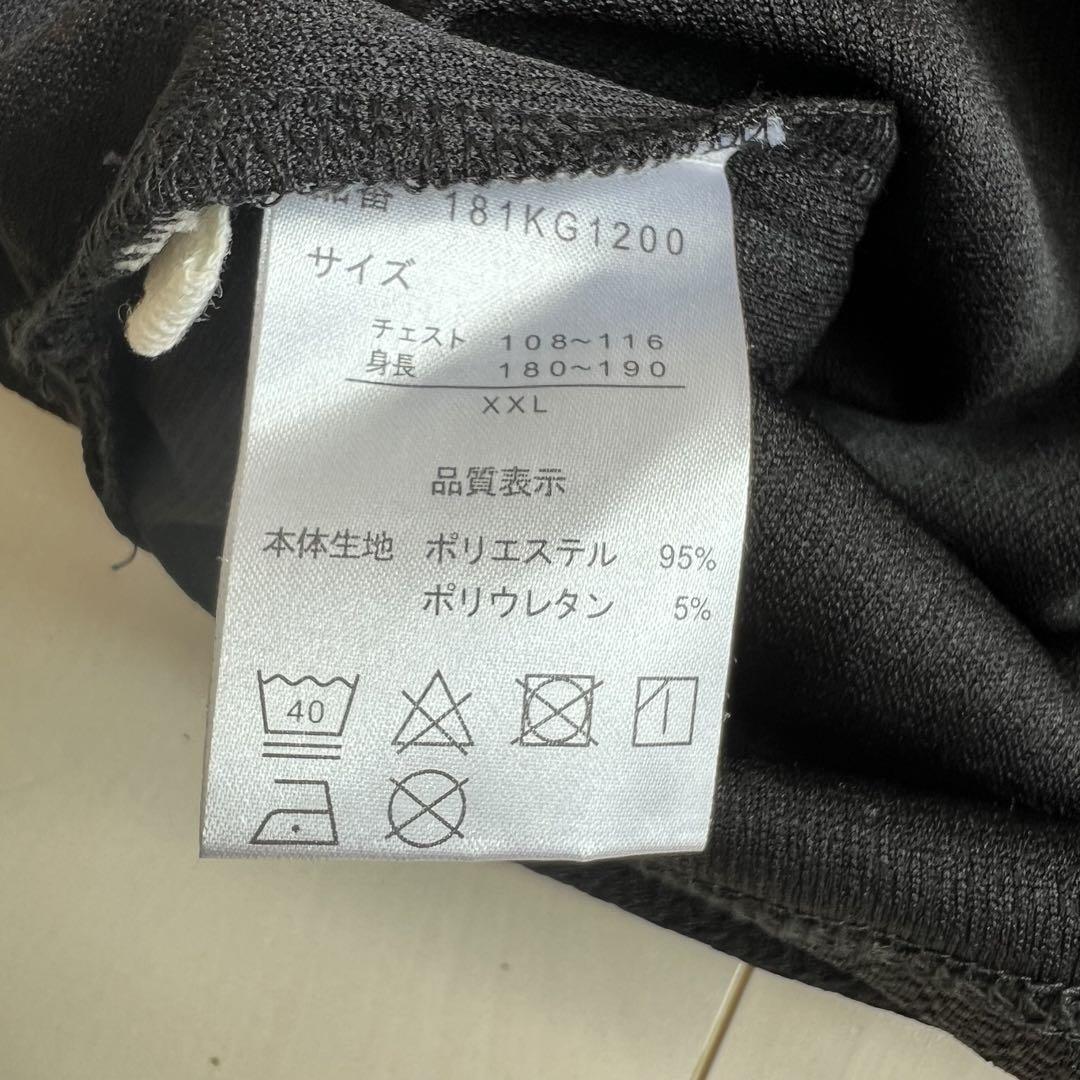 品番 181KG1200
サイズ
チェスト 108~116
身長 180~190
XXL
品質表示
本体生地 ポリエステル 95%
ポリウレタン 5%
40